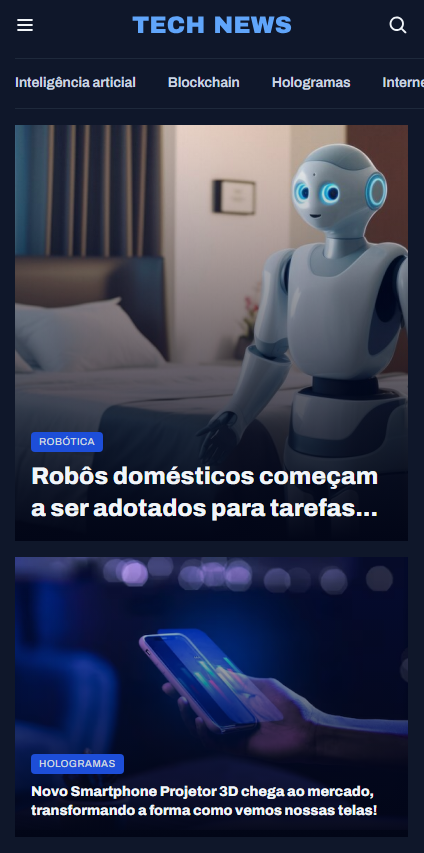 TECH NEWS
Inteligência articial Blockchain Hologramas Interne
ROBÓTICA
Robôs domésticos começam
a ser adotados para tarefas...
HOLOGRAMAS
Novo Smartphone Projetor 3D chega ao mercado,
transformando a forma como vemos nossas telas!